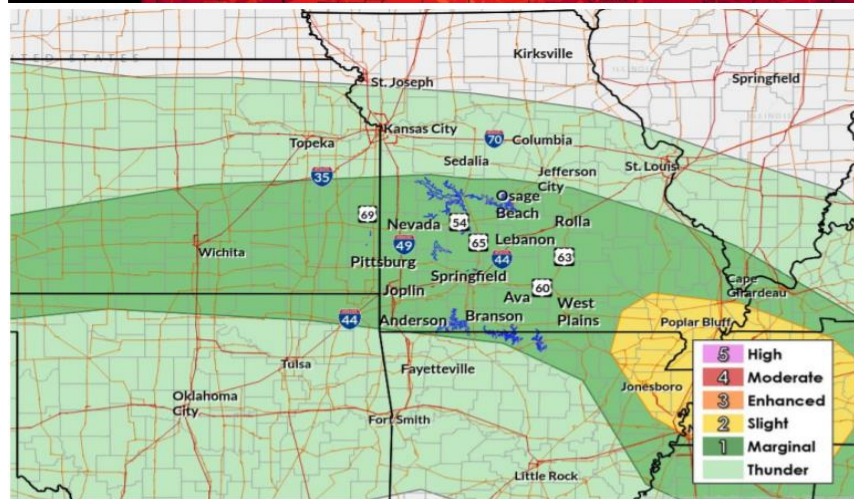 UNITED STATES
Kirksville
St. Joseph
Springfield
Kansas City
70
Columbia
Topeka
Sedalia
Jefferson
City
St. Louis
35
Osage
Beach
69
Nevada
54
Rolla
65
Lebanon
49
Wichita
44
63
Pittsburg
Springfield
Cape
Girardeau
Joplin
60
Ava
West
Plains
44
Anderson
Branson
Poplar Bluff
Tulsa
Fayetteville
Jonesboro
Oklahoma
City
Fort Smith
Little Rock
5 High
4 Moderate
3 Enhanced
2 Slight
1 Marginal
Thunder